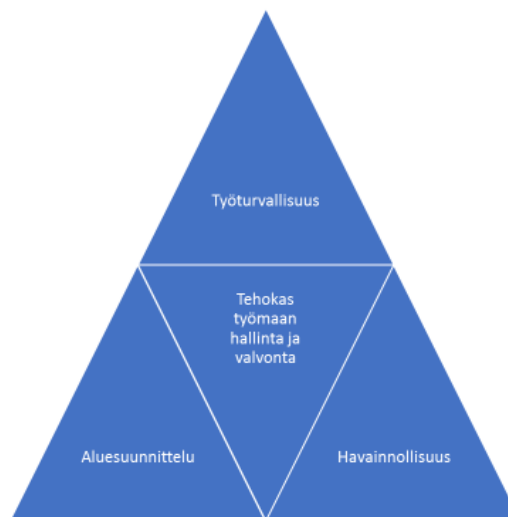 Työturvallisuus
Tehokas
työmaan
hallinta ja
valvonta
Aluesuunnittelu
Havainnollisuus